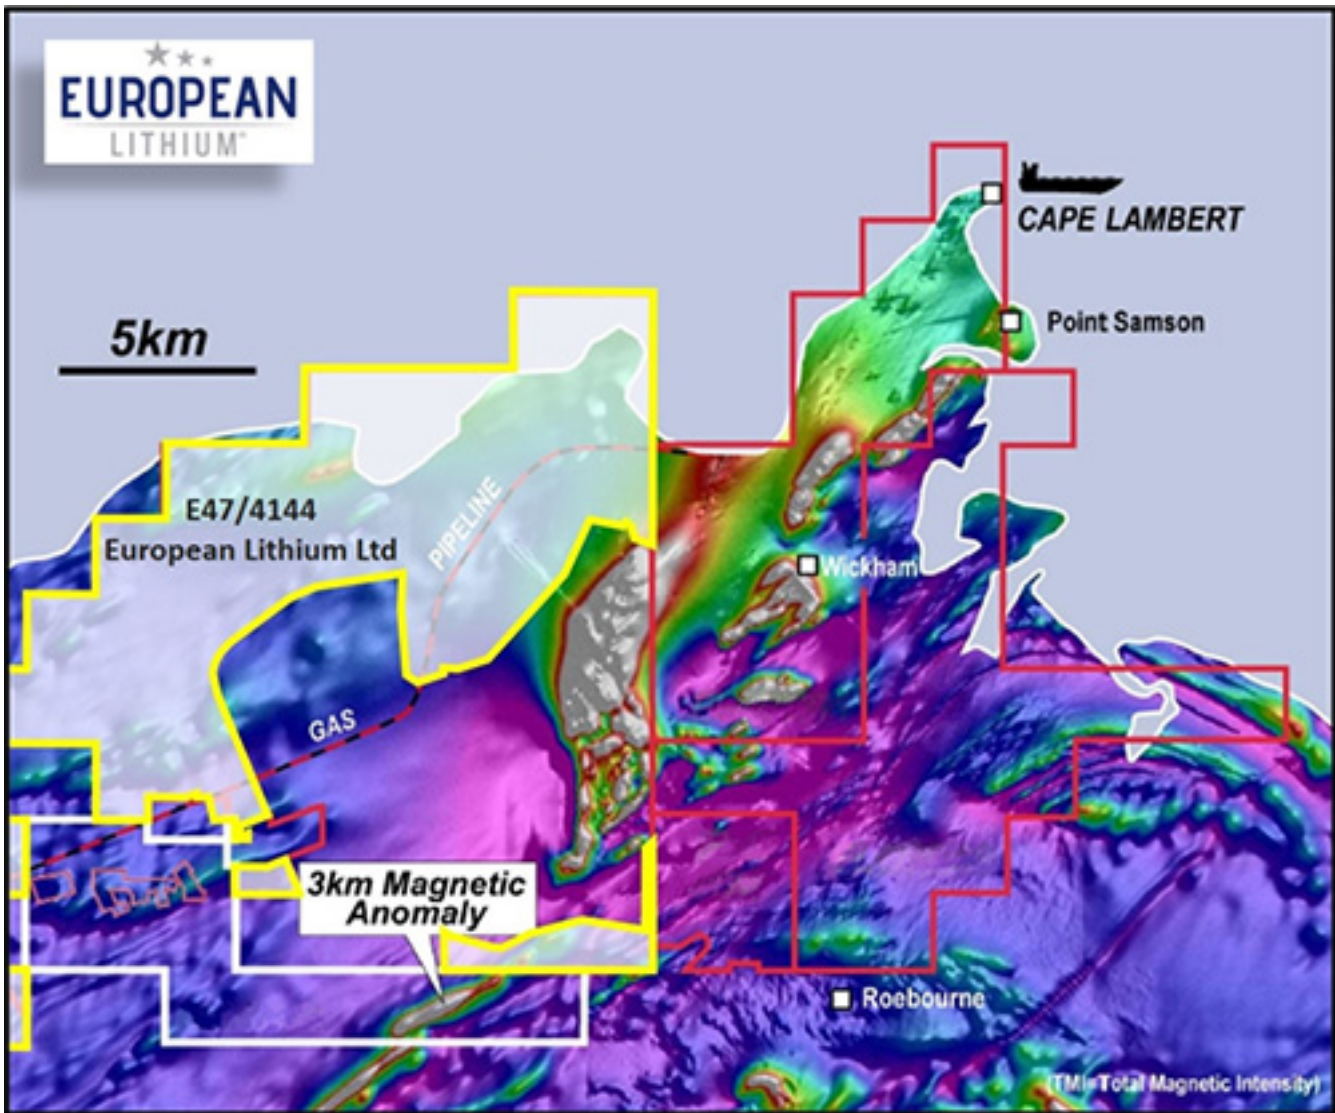 EUROPEAN
LITHIUM
CAPE LAMBERT
Point Samson
5km
PIPELINE
E47/4144
European Lithium Ltd
Wickham
GAS
3km Magnetic
Anomaly
Roebourne
(TMI=Total Magnetic Intensity)